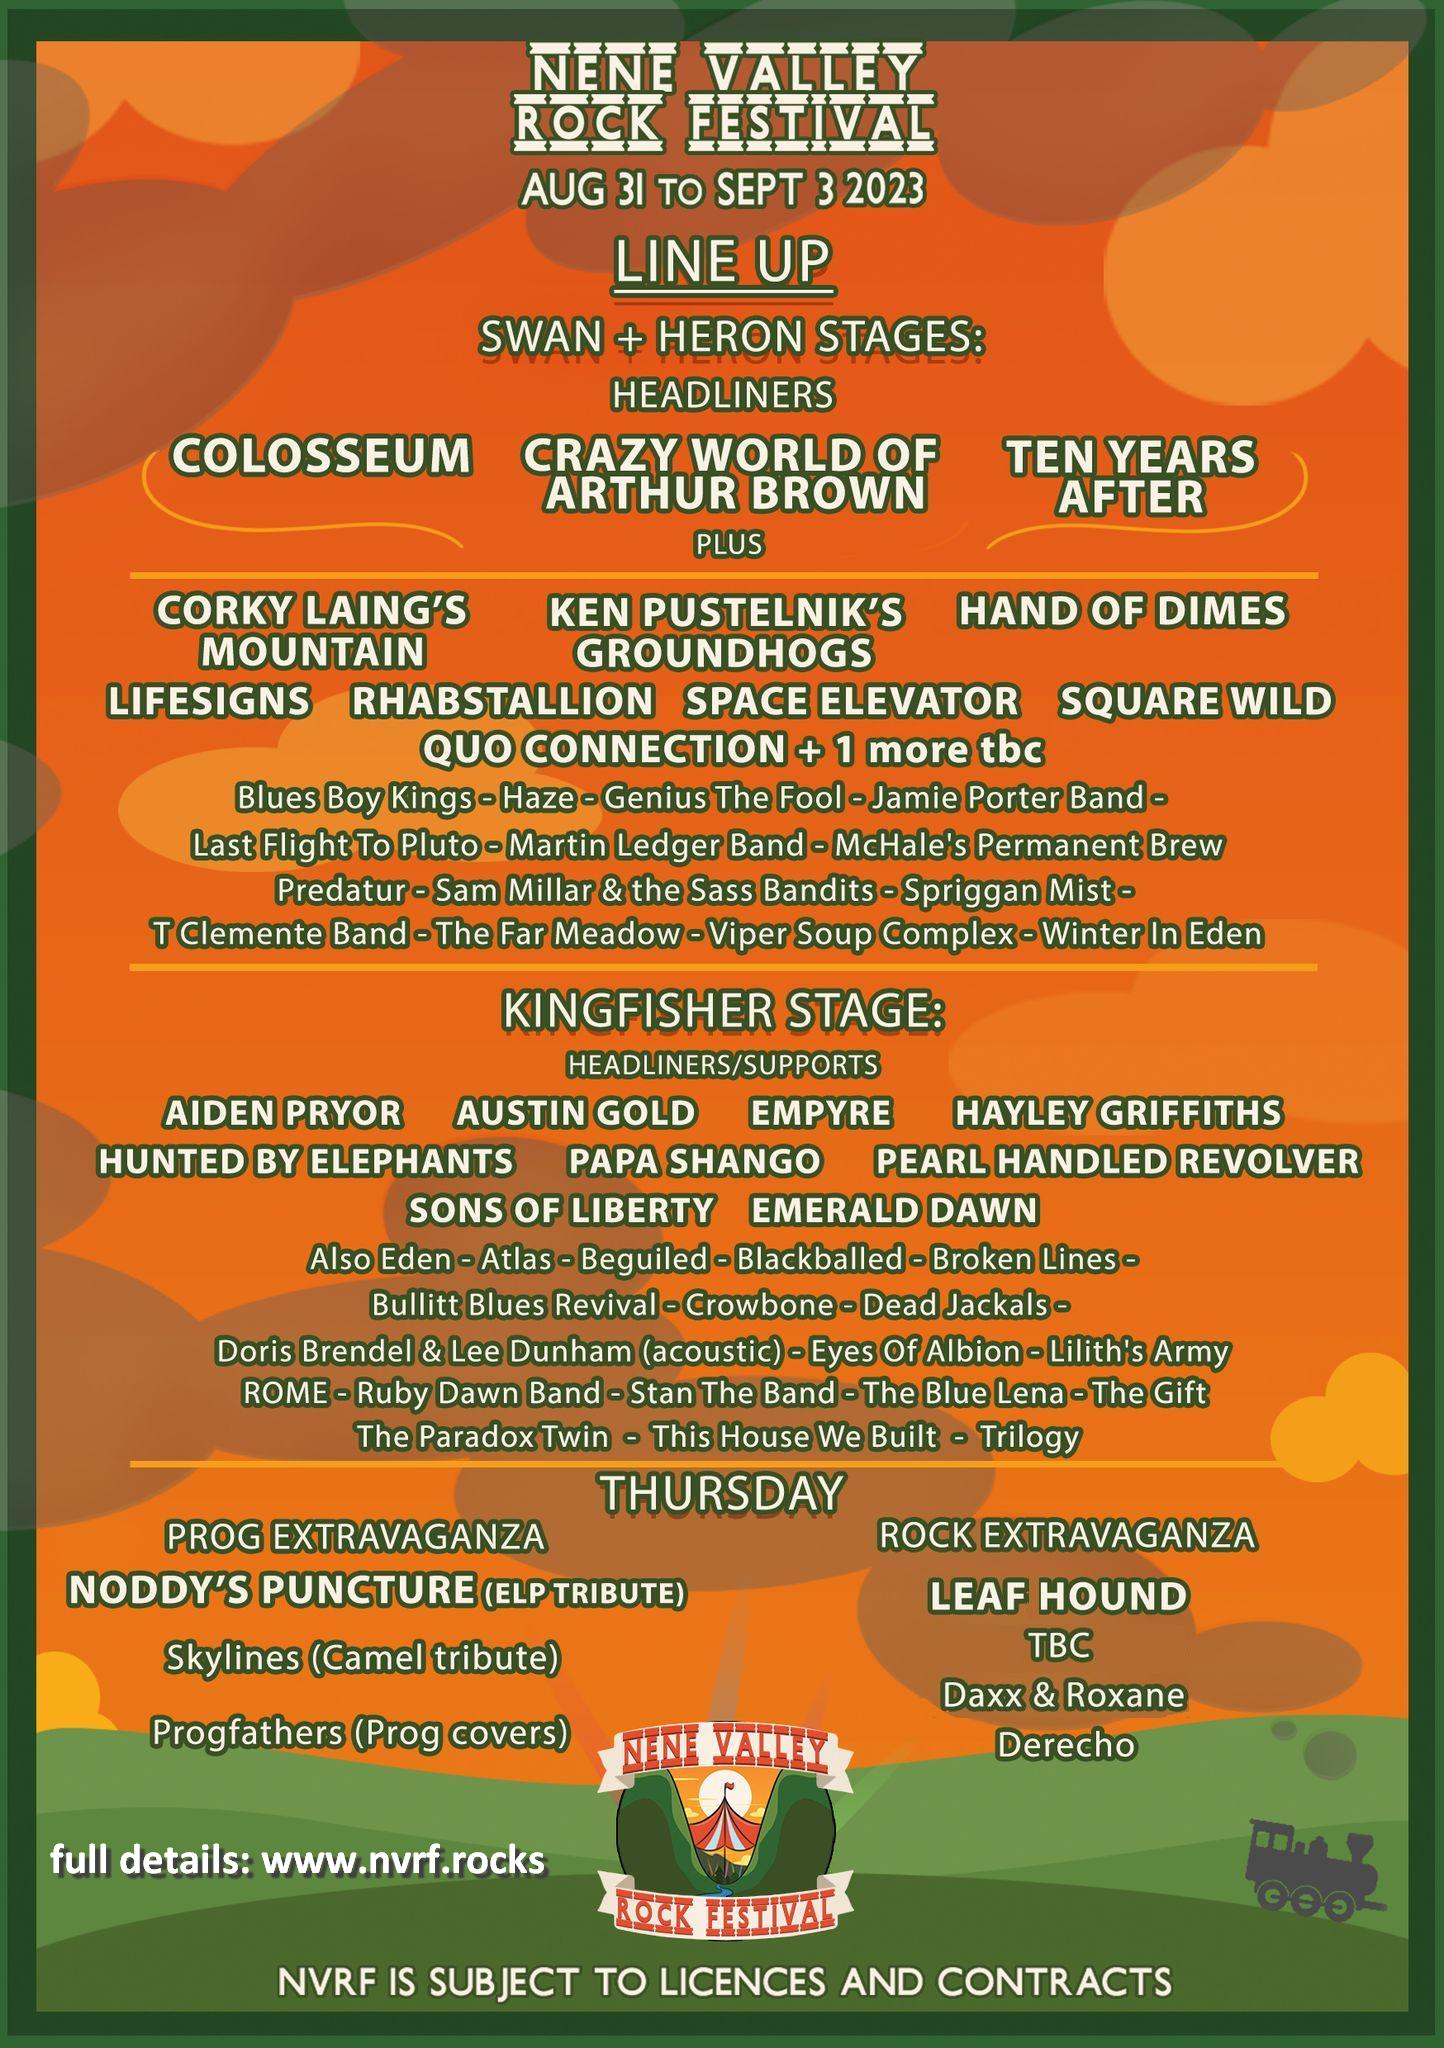 NENE VALLEY
ROCK FESTIVAL
AUG 31 TO SEPT 3 2023
LINE UP
SWAN + HERON STAGES:
HEADLINERS
COLOSSEUM
CRAZY WORLD OF
ARTHUR BROWN
TEN YEARS
AFTER
PLUS
CORKY LAING'S
MOUNTAIN
KEN PUSTELNIK'S
GROUNDHOGS
HAND OF DIMES
LIFESIGNS RHABSTALLION SPACE ELEVATOR SQUARE WILD
QUO CONNECTION + 1 more tbc
Blues Boy Kings - Haze - Genius The Fool - Jamie Porter Band -
Last Flight To Pluto - Martin Ledger Band - McHale's Permanent Brew
Predatur - Sam Millar & the Sass Bandits - Spriggan Mist -
T Clemente Band - The Far Meadow - Viper Soup Complex - Winter In Eden
KINGFISHER STAGE:
HEADLINERS/SUPPORTS
AIDEN PRYOR AUSTIN GOLD EMPYRE HAYLEY GRIFFITHS
HUNTED BY ELEPHANTS PAPA SHANGO PEARL HANDLED REVOLVER
SONS OF LIBERTY EMERALD DAWN
Also Eden - Atlas - Beguiled - Blackballed - Broken Lines -
Bullitt Blues Revival - Crowbone - Dead Jackals -
Doris Brendel & Lee Dunham (acoustic) - Eyes Of Albion - Lilith's Army
ROME - Ruby Dawn Band - Stan The Band - The Blue Lena - The Gift
The Paradox Twin - This House We Built - Trilogy
THURSDAY
PROG EXTRAVAGANZA
NODDY'S PUNCTURE (ELP TRIBUTE)
Skylines (Camel tribute)
Progfathers (Prog covers)
ROCK EXTRAVAGANZA
LEAF HOUND
TBC
Daxx & Roxane
Derecho
NENE VALLEY
ROCK FESTIVAL
full details: www.nvrf.rocks
NVRF IS SUBJECT TO LICENCES AND CONTRACTS